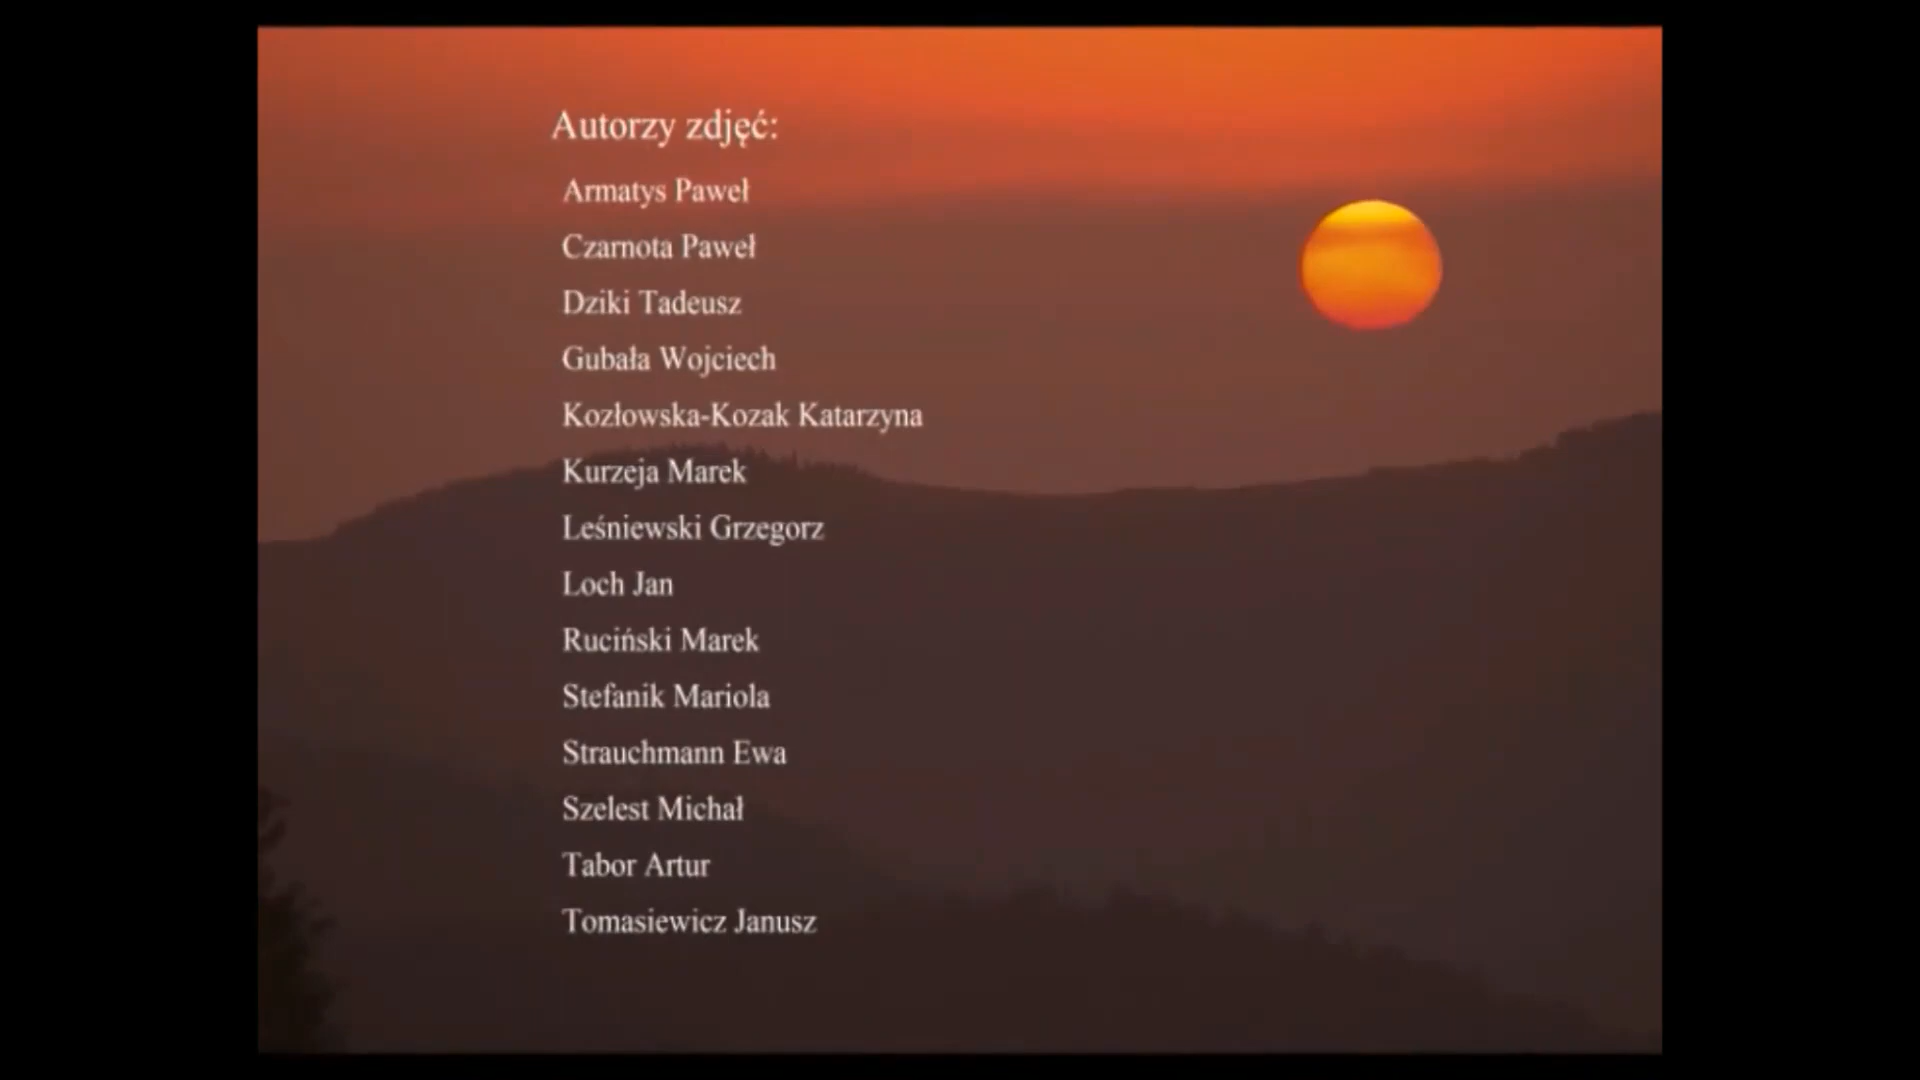 Autorzy zdjęć:
Armatys Paweł
Czarnota Paweł
Dziki Tadeusz
Gubała Wojciech
Kozłowska-Kozak Katarzyna
Kurzeja Marek
Leśniewski Grzegorz
Loch Jan
Ruciński Marek
Stefanik Mariola
Strauchmann Ewa
Szelest Michał
Tabor Artur
Tomasiewicz Janusz